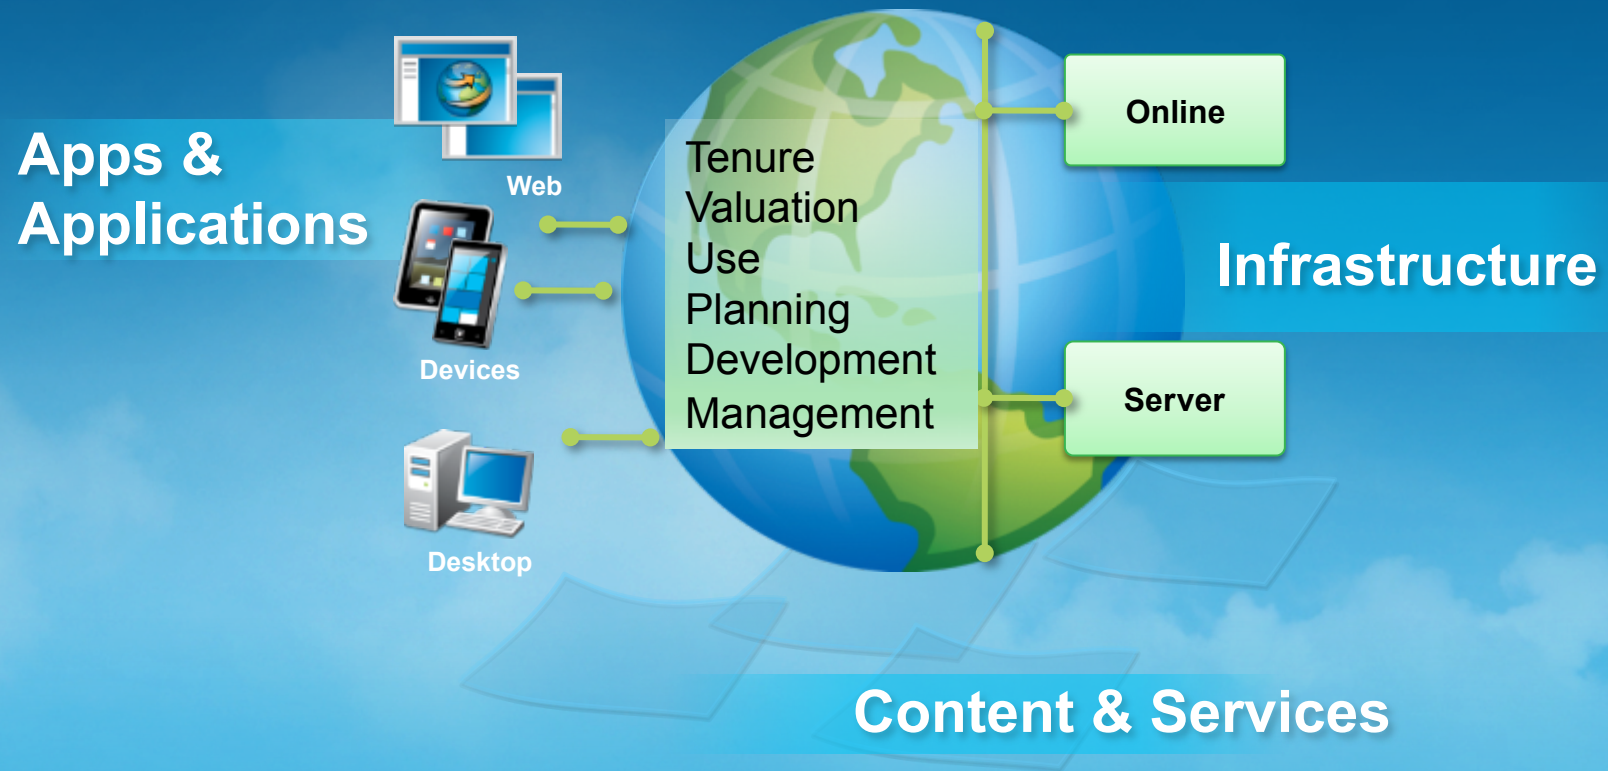 Apps &
Applications
Web
Devices
Desktop
Tenure
Valuation
Use
Planning
Development
Management
Online
Infrastructure
Server
Content & Services